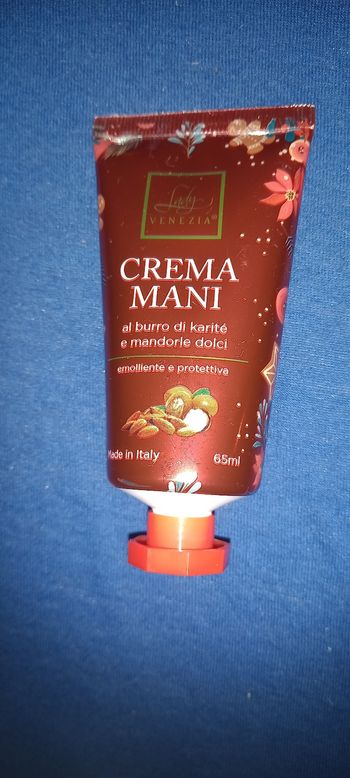 Lady
VENEZIA®
CREMA
MANI
al burro di karité
e mandorle dolci
emolliente e protettiva
Made in Italy
65ml